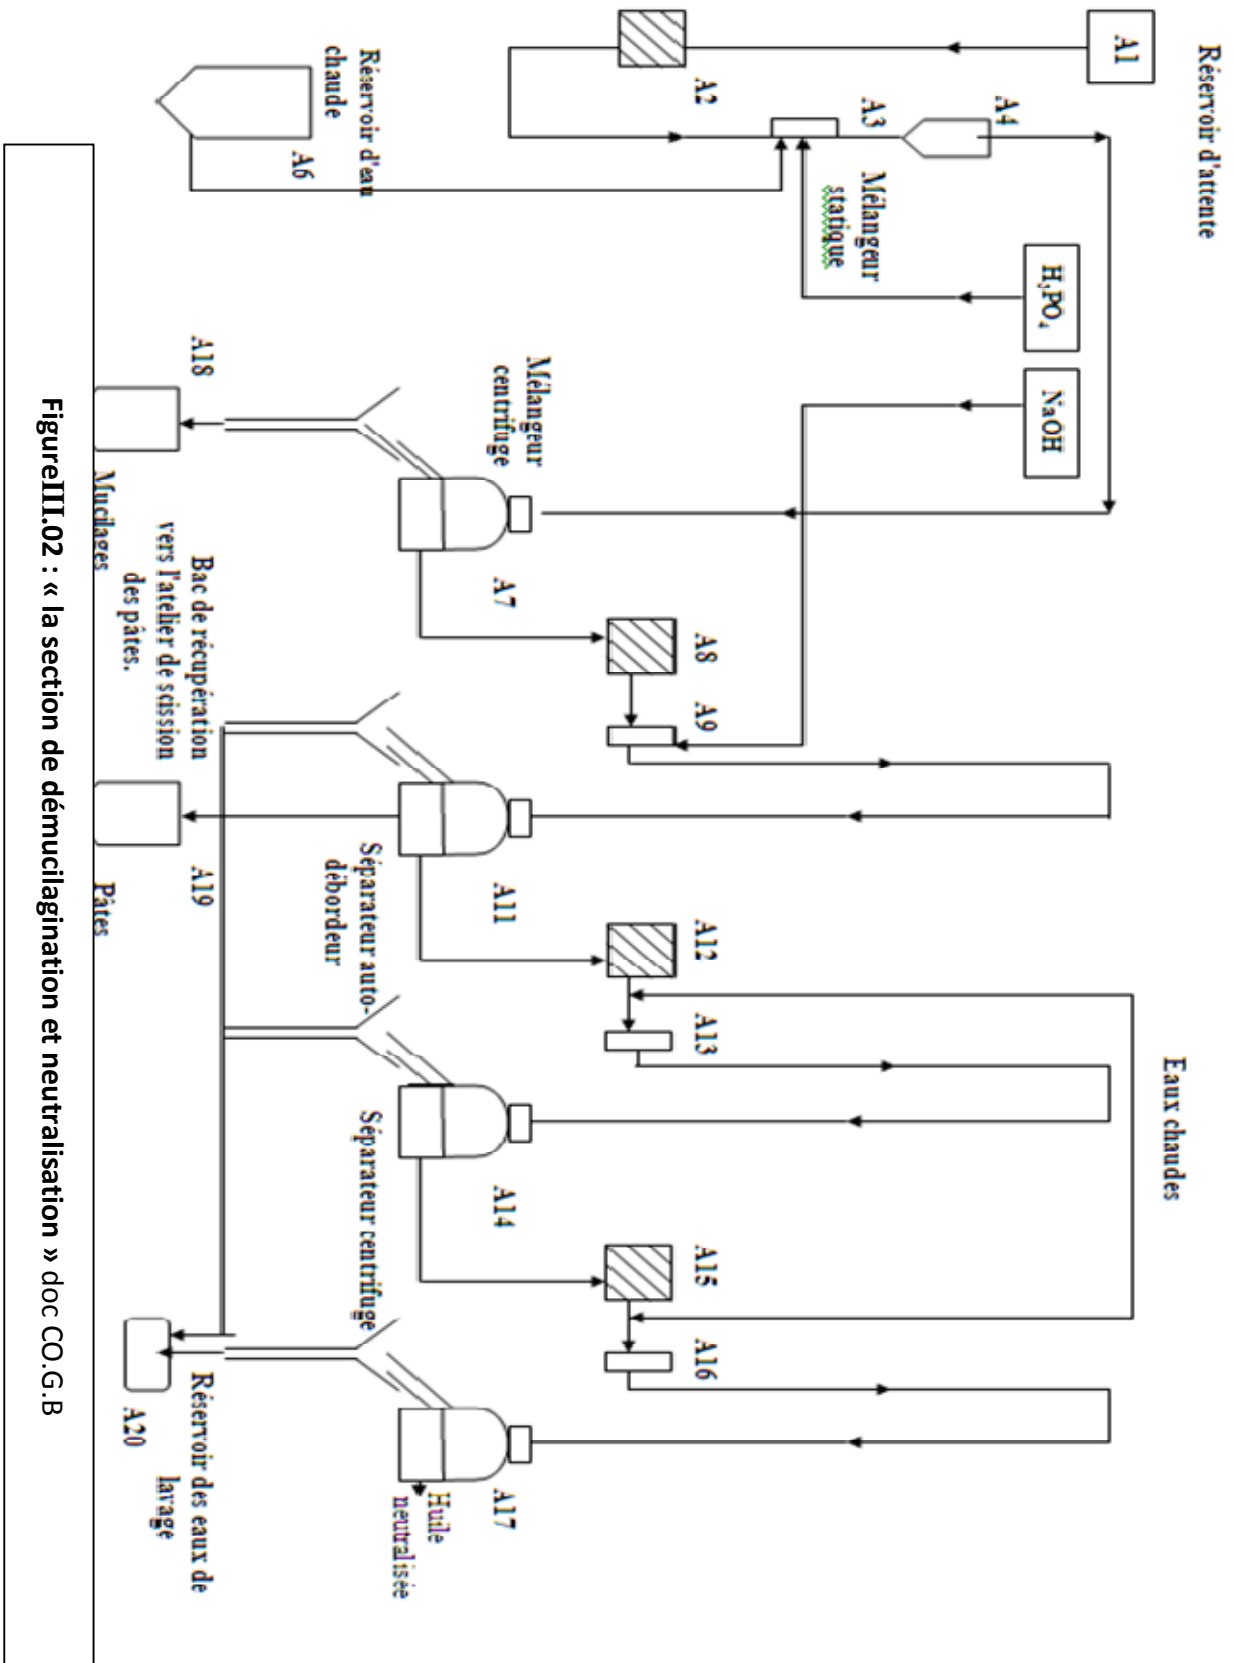 Réservoir d'attente
A1
A2
A3
A4
Mélangeur
statique
Réservoir d'eau
chaude
A6
H3PO4
NaOH
Eaux chaudes
Mélangeur
centrifuge
A7
A8
A9
A11
Séparateur auto-
débordeur
A12
A13
A14
Séparateur centrifuge
A15
A16
A17
Huile
neutralisée
A18
Mucilages
Bac de récupération
vers l'atelier de scission
des pâtes.
A19
Pâtes
Réservoir des eaux de
lavage
A20
FigureIII.02 : « la section de démucilagination et neutralisation » doc CO.G.B